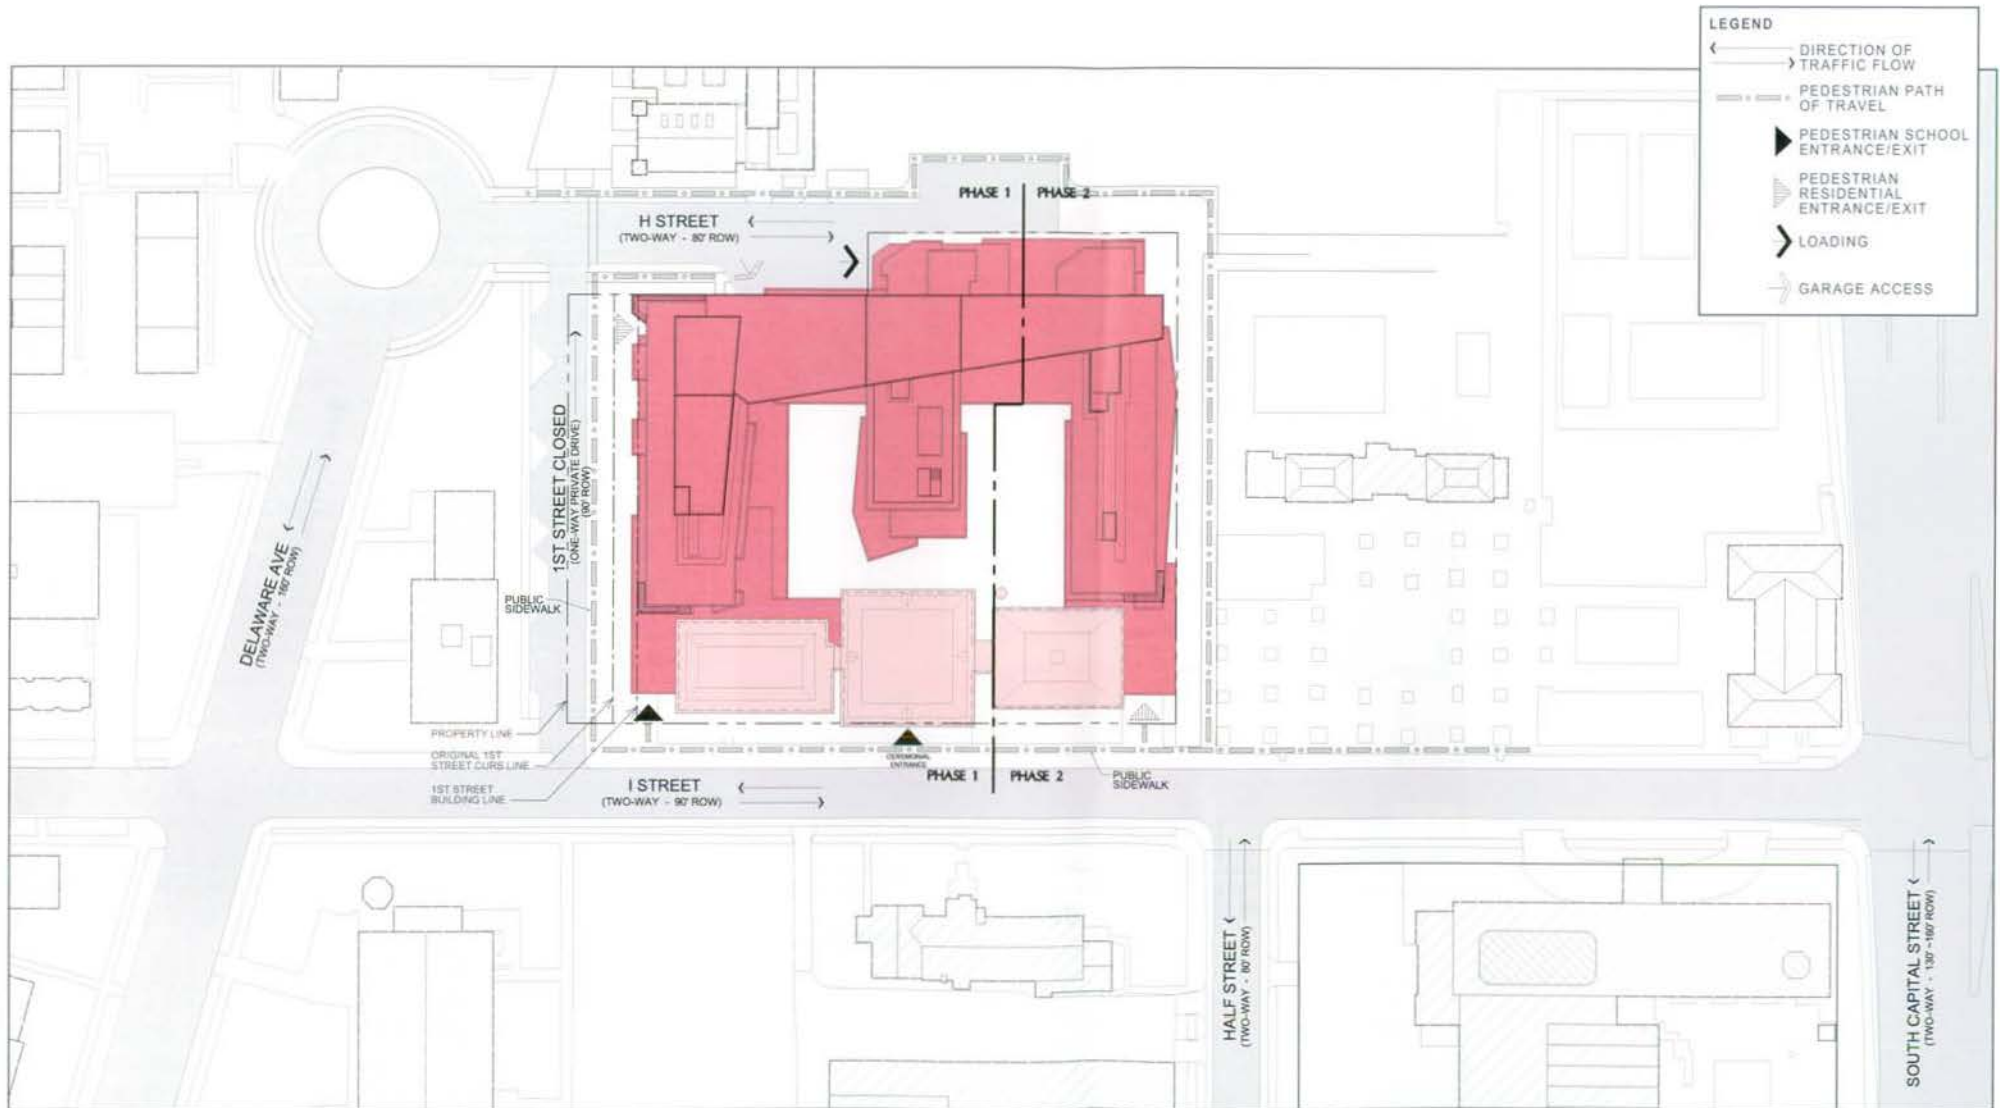 LEGEND
DIRECTION OF
TRAFFIC FLOW
PEDESTRIAN PATH
OF TRAVEL
PEDESTRIAN SCHOOL
ENTRANCE/EXIT
PEDESTRIAN
RESIDENTIAL
ENTRANCE/EXIT
LOADING
GARAGE ACCESS
PHASE 1
PHASE 2
H STREET
(TWO-WAY - 80' ROW)
1ST STREET CLOSED
(ONE-WAY PRIVATE DRIVE)
(90' ROW)
DELAWARE AVE
(TWO-WAY - 160' ROW)
PUBLIC
SIDEWALK
PROPERTY LINE
ORIGINAL 1ST
STREET CURB LINE
1ST STREET
BUILDING LINE
I STREET
(TWO-WAY - 90' ROW)
CEREMONIAL
ENTRANCE
PHASE 1
PHASE 2
PUBLIC
SIDEWALK
HALF STREET
(TWO-WAY - 80' ROW)
SOUTH CAPITAL STREET
(TWO-WAY - 130' -160' ROW)